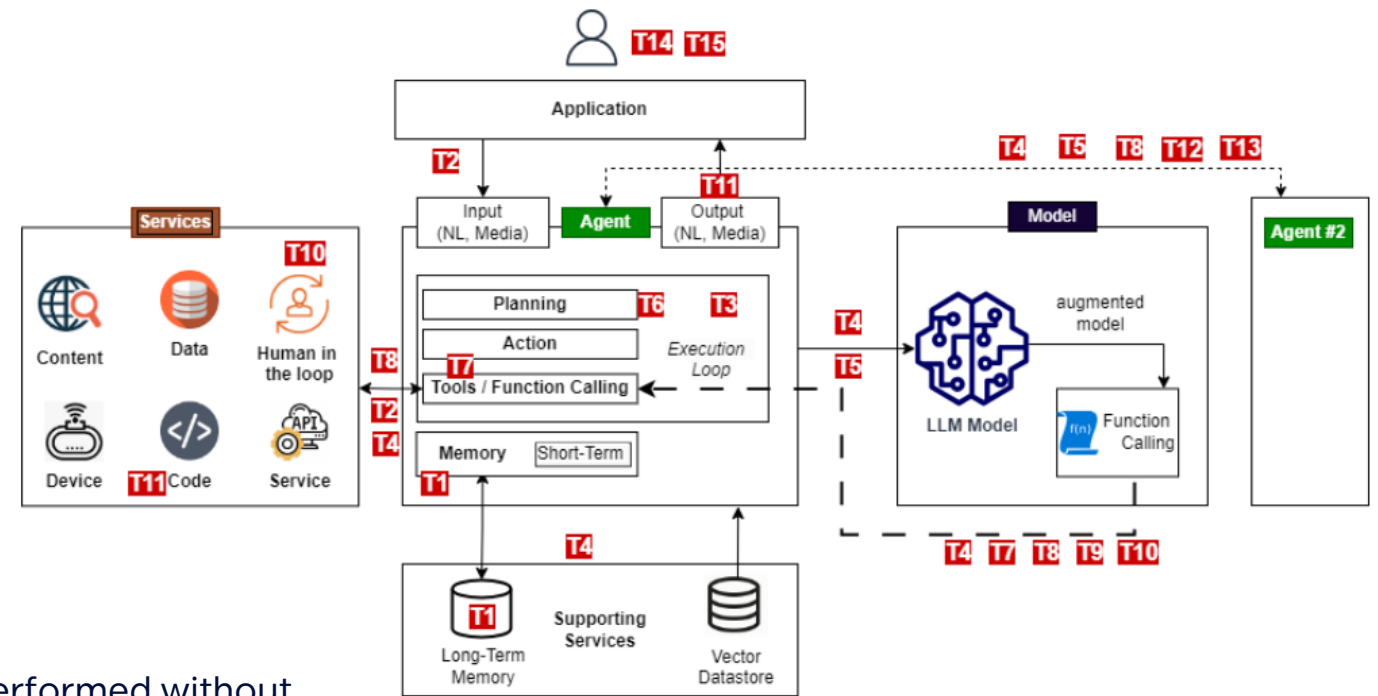 T14 T15
Application
T2
T4 T5 T8 T12 T13
T11
Services
Input
(NL, Media)
Agent
Output
(NL, Media)
Model
Agent #2
T10
Content
Data
Human in
the loop
Device
T11
Code
API
Service
T8
T2
T4
Planning
T6
T3
Action
T7
Execution
Loop
Tools / Function Calling
Memory
Short-Term
T1
T4
T5
LLM Model
augmented
model
f(n)
Function
Calling
T4 T7 T8 T9 T10
T4
T1
Long-Term
Memory
Supporting
Services
Vector
Datastore
performed without